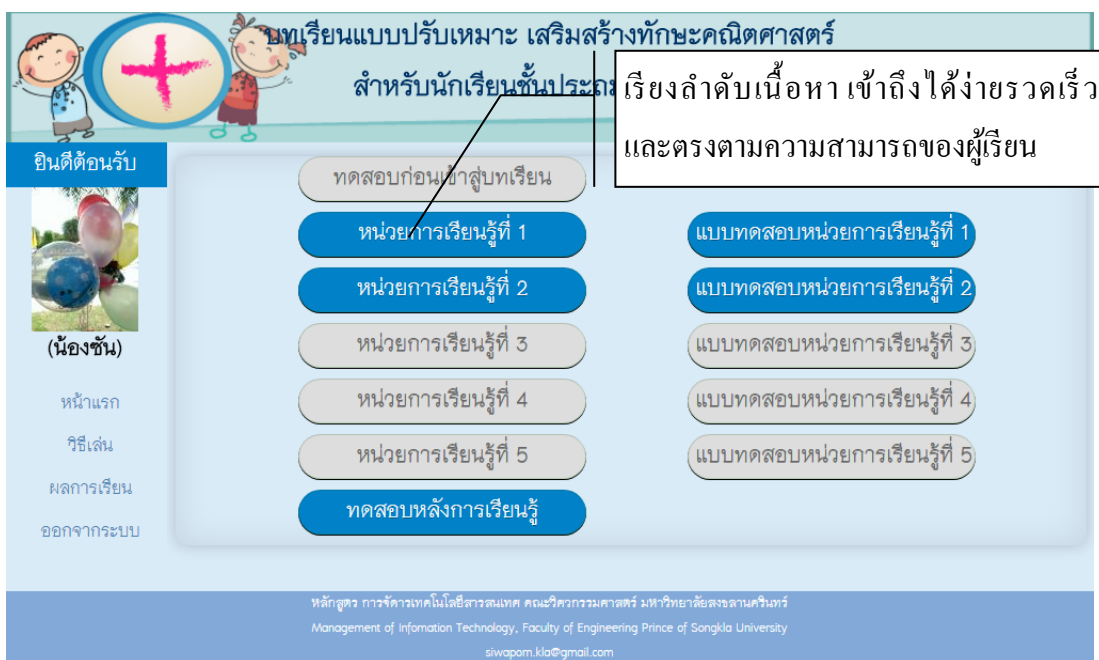 บทเรียนแบบปรับเหมาะ เสริมสร้างทักษะคณิตศาสตร์
สำหรับนักเรียนชั้นประถม
เรียงลำดับเนื้อหา เข้าถึงได้ง่ายรวดเร็ว
และตรงตามความสามารถของผู้เรียน
ยินดีต้อนรับ
(น้องซัน)
หน้าแรก
วิธีเล่น
ผลการเรียน
ออกจากระบบ
ทดสอบก่อนเข้าสู่บทเรียน
หน่วยการเรียนรู้ที่ 1
แบบทดสอบหน่วยการเรียนรู้ที่ 1
หน่วยการเรียนรู้ที่ 2
แบบทดสอบหน่วยการเรียนรู้ที่ 2
หน่วยการเรียนรู้ที่ 3
แบบทดสอบหน่วยการเรียนรู้ที่ 3
หน่วยการเรียนรู้ที่ 4
แบบทดสอบหน่วยการเรียนรู้ที่ 4
หน่วยการเรียนรู้ที่ 5
แบบทดสอบหน่วยการเรียนรู้ที่ 5
ทดสอบหลังการเรียนรู้
หลักสูตร การจัดการเทคโนโลยีสารสนเทศ คณะวิศวกรรมศาสตร์ มหาวิทยาลัยสงขลานครินทร์
Management of Infomation Technology, Faculty of Engineering Prince of Songkla University
siwaporn.kla@gmail.com